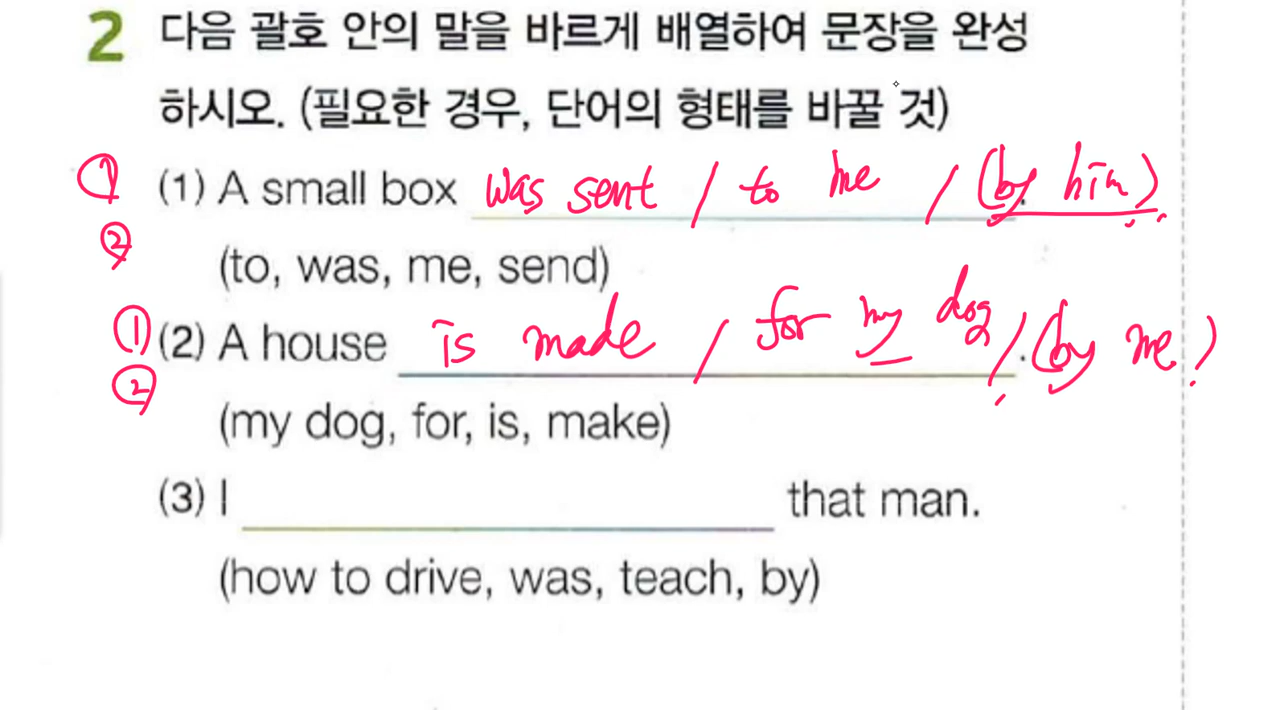 2 다음 괄호 안의 말을 바르게 배열하여 문장을 완성
하시오. (필요한 경우, 단어의 형태를 바꿀 것)
① (1) A small box was sent / to me / (by him).
②
(to, was, me, send)
① (2) A house is made / for my dog / (by me).
②
(my dog, for, is, make)
(3) I ______ that man.
(how to drive, was, teach, by)